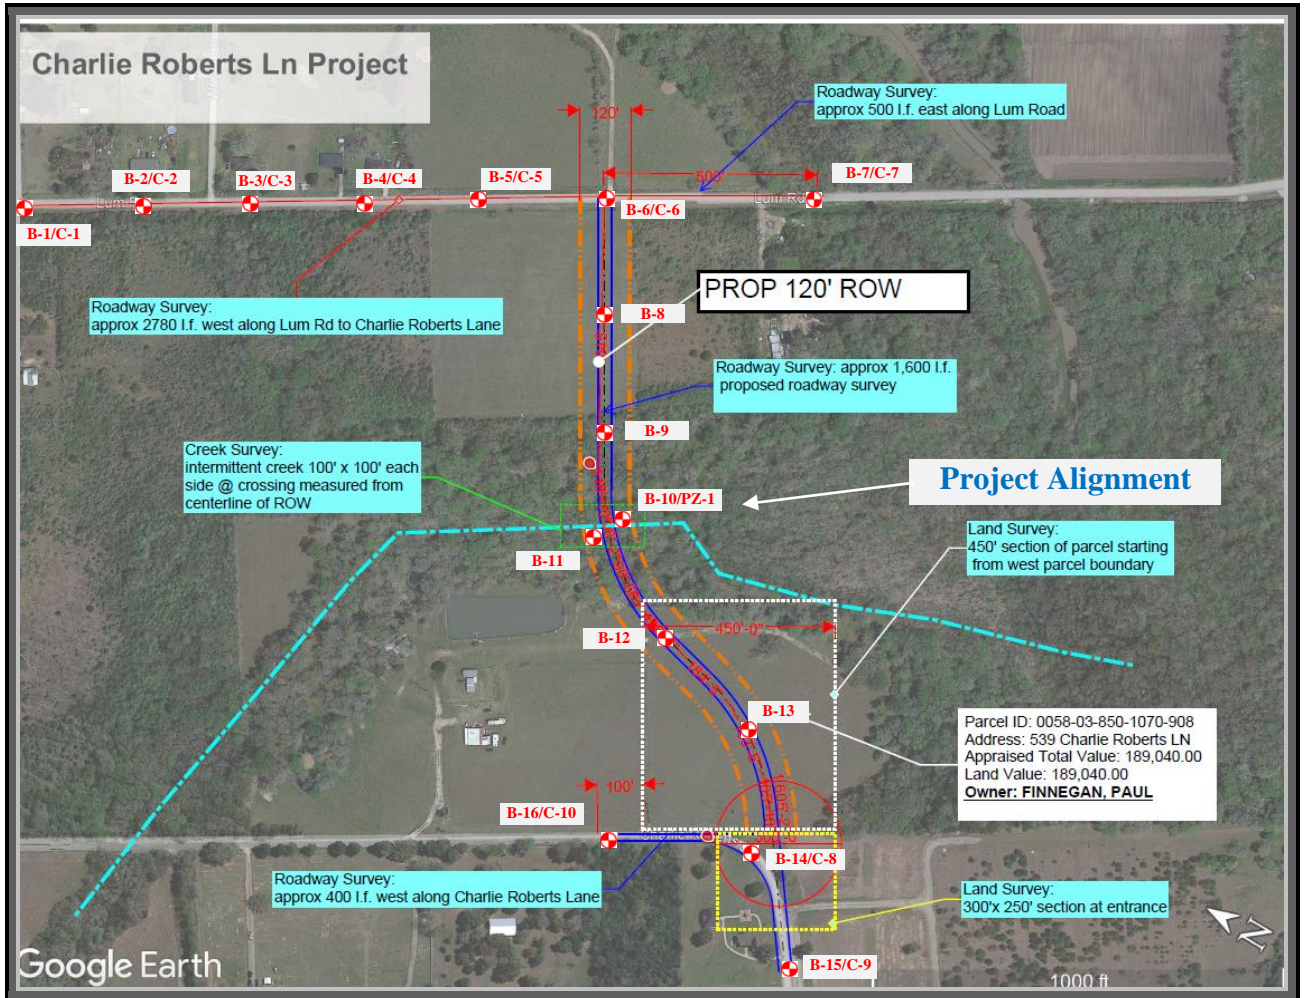 Charlie Roberts Ln Project
Roadway Survey:
approx 500 l.f. east along Lum Road
120'
500'
B-1/C-1
B-2/C-2
B-3/C-3
B-4/C-4
B-5/C-5
B-6/C-6
B-7/C-7
Lum Rd
Roadway Survey:
approx 2780 l.f. west along Lum Rd to Charlie Roberts Lane
PROP 120' ROW
B-8
Roadway Survey: approx 1,600 l.f.
proposed roadway survey
B-9
Creek Survey:
intermittent creek 100' x 100' each
side @ crossing measured from
centerline of ROW
Project Alignment
B-10/PZ-1
B-11
Land Survey:
450' section of parcel starting
from west parcel boundary
B-12
450'-0"
B-13
Parcel ID: 0058-03-850-1070-908
Address: 539 Charlie Roberts LN
Appraised Total Value: 189,040.00
Land Value: 189,040.00
Owner: FINNEGAN, PAUL
100'
B-16/C-10
B-14/C-8
Roadway Survey:
approx 400 l.f. west along Charlie Roberts Lane
Land Survey:
300'x 250' section at entrance
B-15/C-9
N
Google Earth
1000 ft